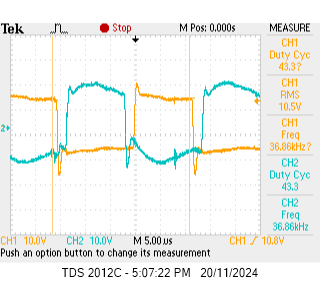 Tek Stop M Pos: 0.000s MEASURE
CH1
Duty Cyc
43.3?
CH1
RMS
10.5V
CH1
Freq
36.86kHz?
CH2
Duty Cyc
43.3
CH2
Freq
36.86kHz
2
CH1 10.0V CH2 10.0V M 5.00us CH1 / 10.8V
Push an option button to change its measurement
TDS 2012C - 5:07:22 PM 20/11/2024